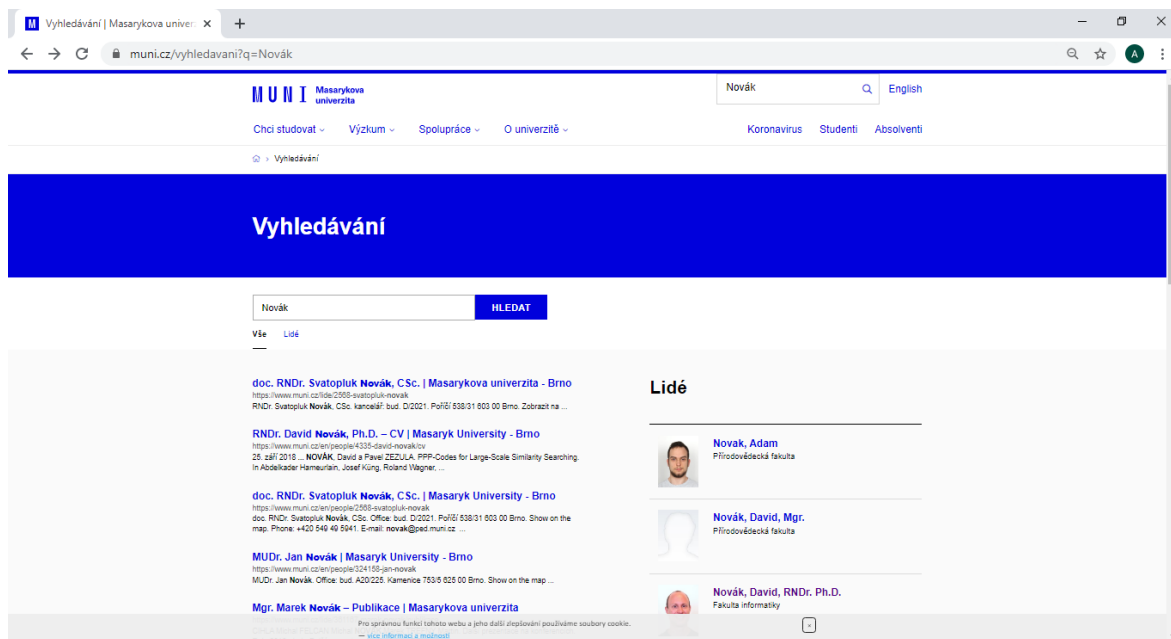 M Vyhledávání | Masarykova univer
muni.cz/vyhledavani?q=Novák
A
MUNI Masarykova univerzita
Novák
English
Chci studovat
Výzkum
Spolupráce
O univerzitě
Koronavirus
Studenti
Absolventi
Vyhledávání
Vyhledávání
Novák
HLEDAT
Vše
Lidé
doc. RNDr. Svatopluk Novák, CSc. | Masarykova univerzita - Brno
https://www.muni.cz/lide/2568-svatopluk-novak
RNDr. Svatopluk Novák, CSc. kancelář: bud. D/2021. Poříčí 538/31 603 00 Brno. Zobrazit na ...
RNDr. David Novák, Ph.D. – CV | Masaryk University - Brno
https://www.muni.cz/en/people/4335-david-novak/cv
25. září 2018 ... NOVÁK, David a Pavel ZEZULA. PPP-Codes for Large-Scale Similarity Searching.
In Abdelkader Hameurlain, Josef Küng, Roland Wagner, ...
doc. RNDr. Svatopluk Novák, CSc. | Masaryk University - Brno
https://www.muni.cz/en/people/2568-svatopluk-novak
doc. RNDr. Svatopluk Novák, CSc. Office: bud. D/2021. Poříčí 538/31 603 00 Brno. Show on the
map. Phone: +420 549 49 5941. E-mail: novak@ped.muni.cz ...
MUDr. Jan Novák | Masaryk University - Brno
https://www.muni.cz/en/people/324158-jan-novak
MUDr. Jan Novák. Office: bud. A20/225. Kamenice 753/5 625 00 Brno. Show on the map ...
Mgr. Marek Novák – Publikace | Masarykova univerzita
Lidé
Novak, Adam
Přírodovědecká fakulta
Novák, David, Mgr.
Přírodovědecká fakulta
Novák, David, RNDr. Ph.D.
Fakulta informatiky
Pro správnou funkci tohoto webu a jeho další zlepšování používáme soubory cookie.
— více informací a možností